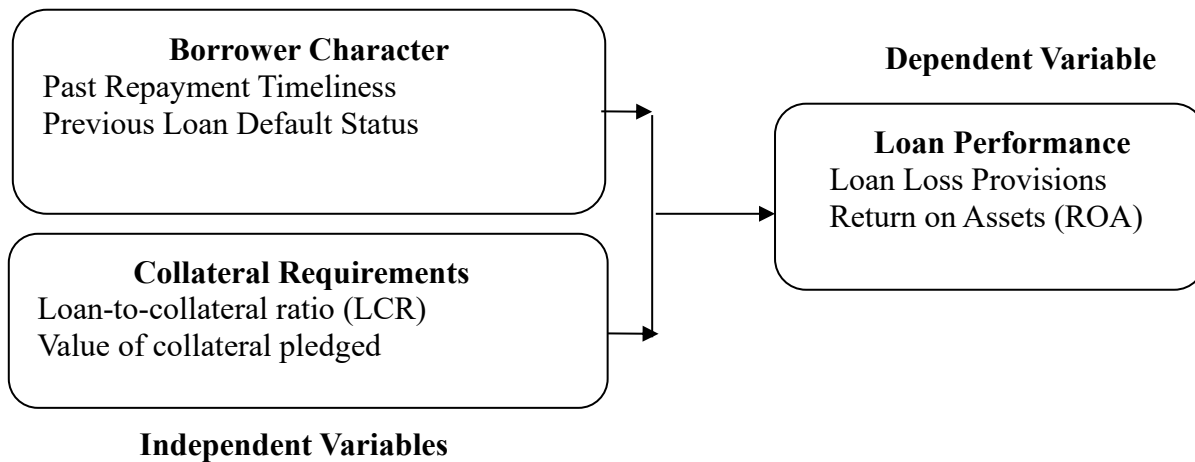 Borrower Character
Past Repayment Timeliness
Previous Loan Default Status
Collateral Requirements
Loan-to-collateral ratio (LCR)
Value of collateral pledged
Independent Variables
Dependent Variable
Loan Performance
Loan Loss Provisions
Return on Assets (ROA)